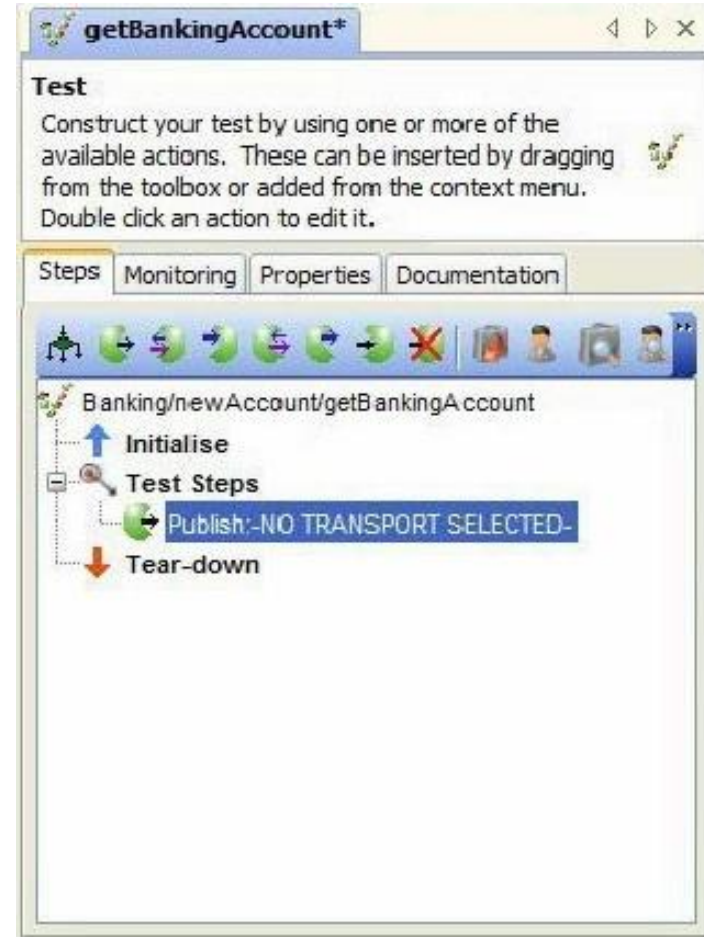 getBankingAccount*
Test
Construct your test by using one or more of the
available actions. These can be inserted by dragging
from the toolbox or added from the context menu.
Double click an action to edit it.
Steps Monitoring Properties Documentation
Banking/newAccount/getBankingAccount
Initialise
Test Steps
Publish:-NO TRANSPORT SELECTED-
Tear-down